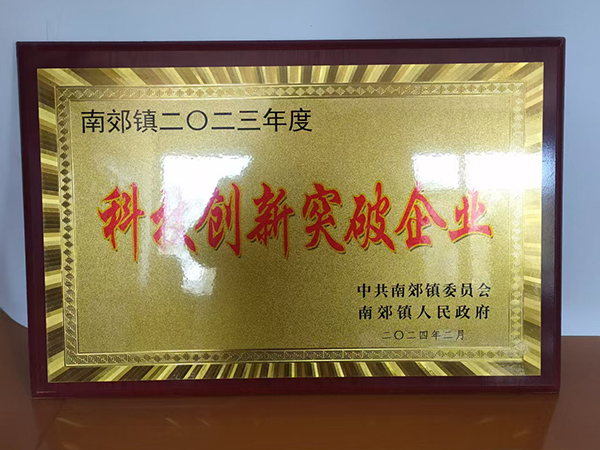 南郊镇二〇二三年度
科技创新突破企业
中共南郊镇委员会
南郊镇人民政府
二〇二四年二月